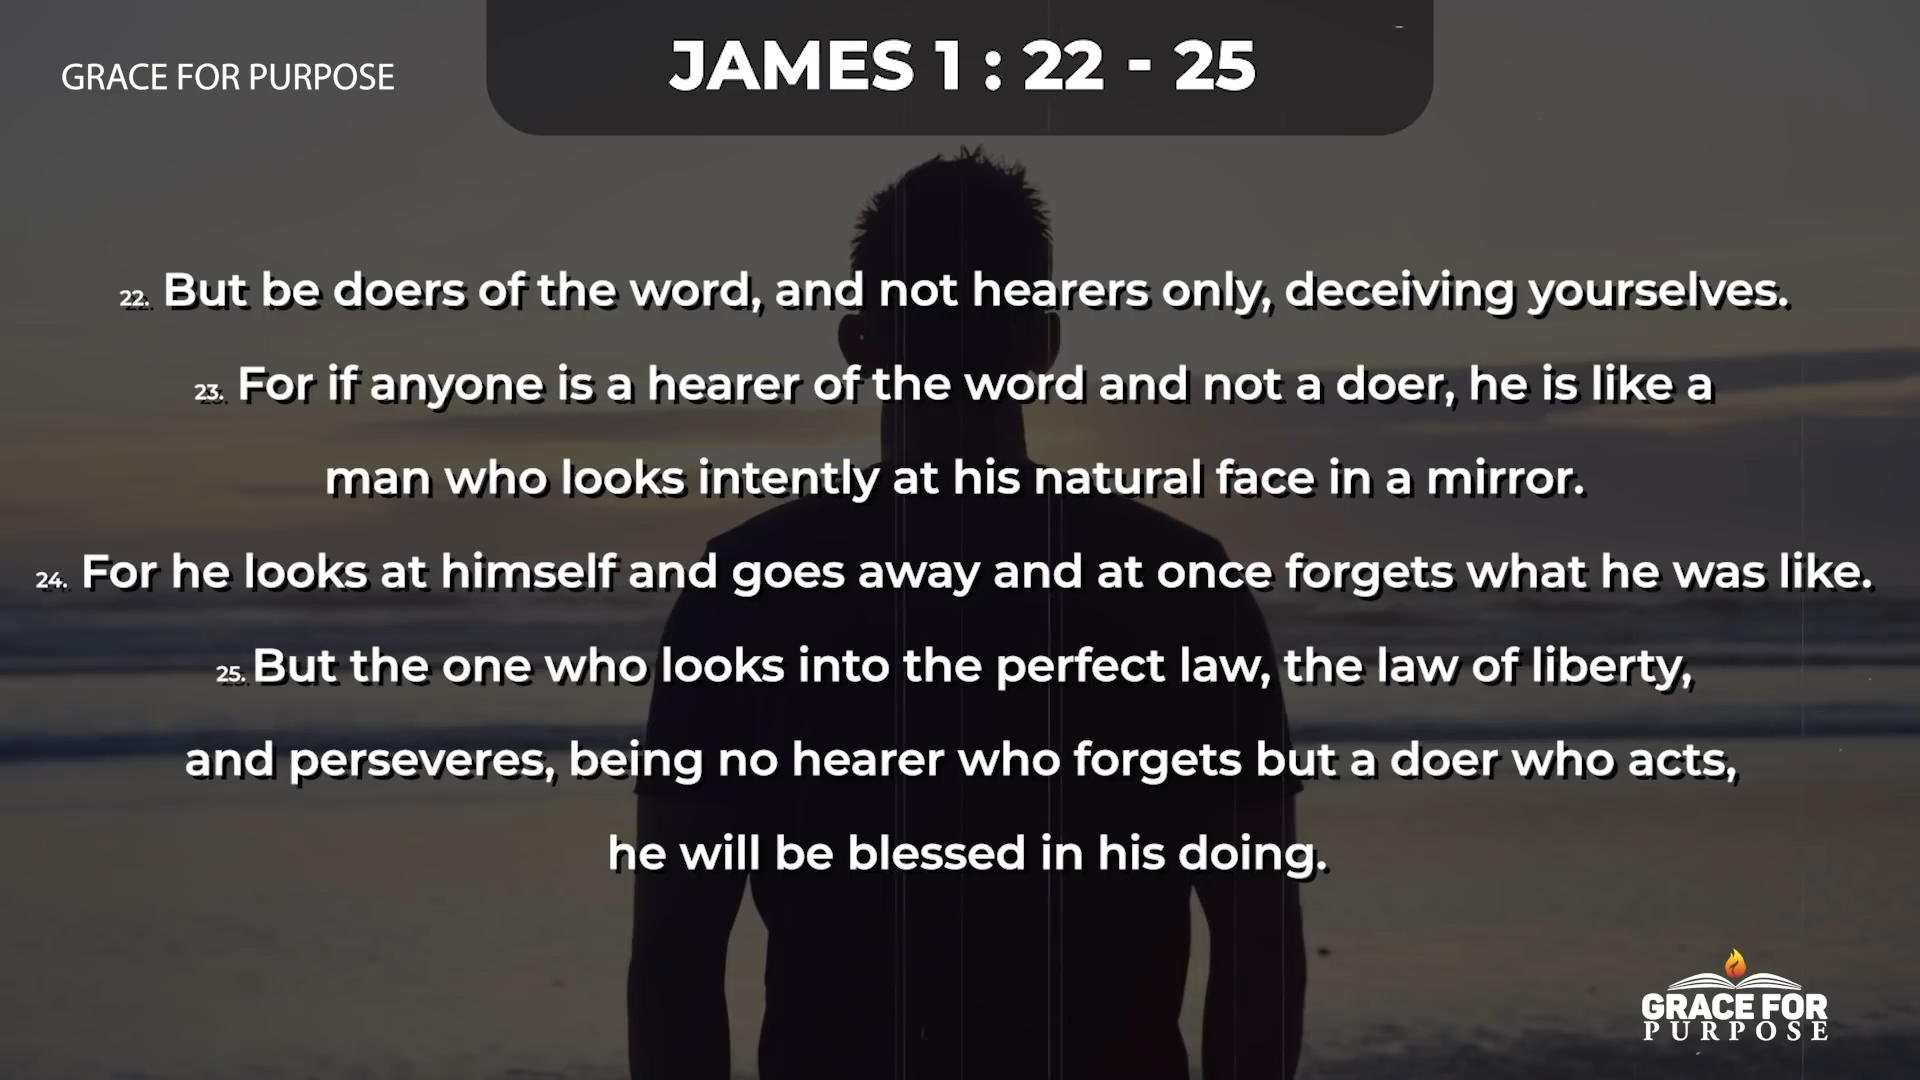 GRACE FOR PURPOSE
JAMES 1 : 22 - 25
22. But be doers of the word, and not hearers only, deceiving yourselves.
23. For if anyone is a hearer of the word and not a doer, he is like a
man who looks intently at his natural face in a mirror.
24. For he looks at himself and goes away and at once forgets what he was like.
25. But the one who looks into the perfect law, the law of liberty,
and perseveres, being no hearer who forgets but a doer who acts,
he will be blessed in his doing.
GRACE FOR
PURPOSE